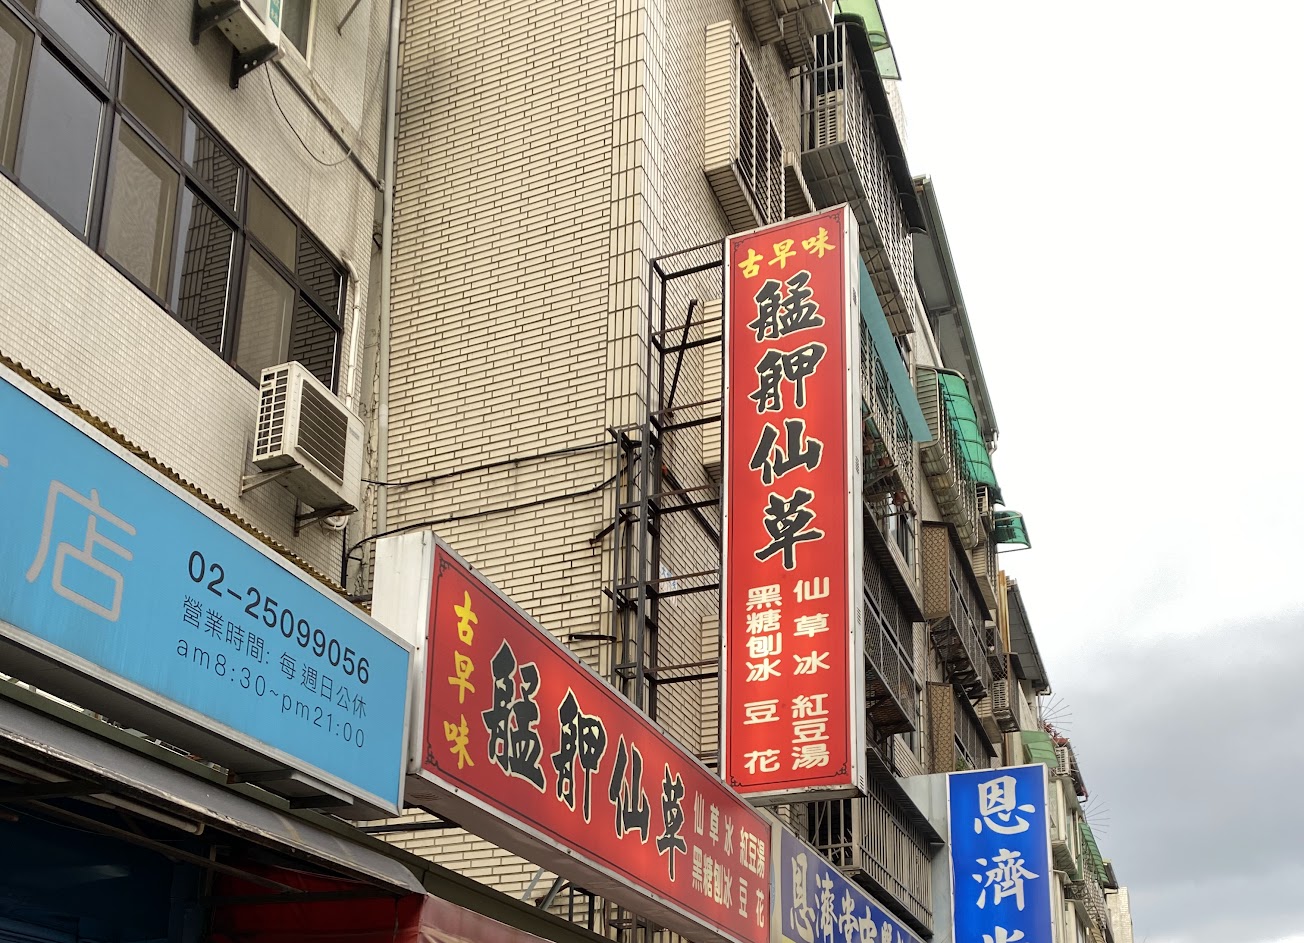 店
02-25099056
營業時間: 每週日公休
am8:30~pm21:00
古早味
艋舺仙草
仙草冰 紅豆湯
黑糖刨冰 豆花
古早味
艋舺仙草
仙草冰 紅豆湯
黑糖刨冰 豆花
恩濟堂中醫
恩濟